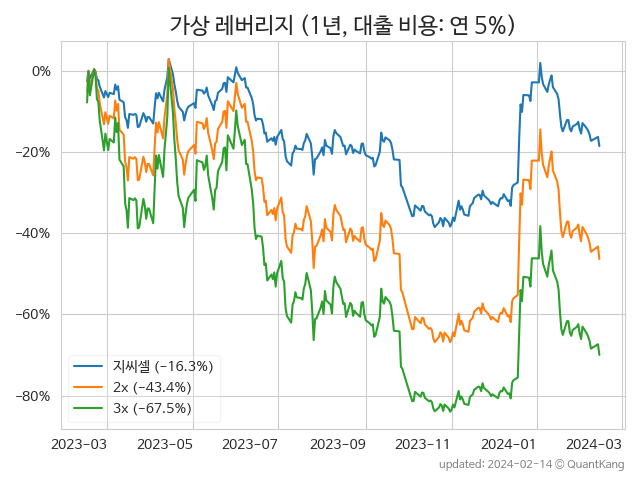 가상 레버리지 (1년, 대출 비용: 연 5%)
0%
−20%
−40%
−60%
−80%
지씨셀 (−16.3%)
2x (−43.4%)
3x (−67.5%)
2023−03 2023−05 2023−07 2023−09 2023−11 2024−01 2024−03
updated: 2024−02−14 © QuantKang